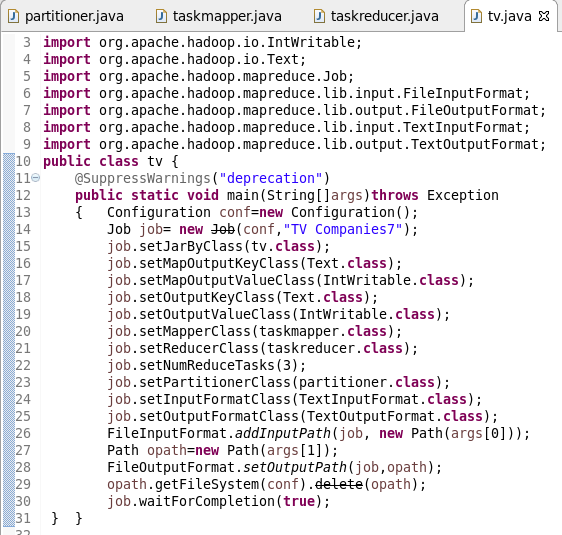 partitioner.java taskmapper.java taskreducer.java tv.java
3 import org.apache.hadoop.io.IntWritable;
4 import org.apache.hadoop.io.Text;
5 import org.apache.hadoop.mapreduce.Job;
6 import org.apache.hadoop.mapreduce.lib.input.FileInputFormat;
7 import org.apache.hadoop.mapreduce.lib.output.FileOutputFormat;
8 import org.apache.hadoop.mapreduce.lib.input.TextInputFormat;
9 import org.apache.hadoop.mapreduce.lib.output.TextOutputFormat;
10 public class tv {
11 @SuppressWarnings("deprecation")
12 public static void main(String[]args)throws Exception
13 { Configuration conf=new Configuration();
14 Job job= new Job(conf,"TV Companies7");
15 job.setJarByClass(tv.class);
16 job.setMapOutputKeyClass(Text.class);
17 job.setMapOutputValueClass(IntWritable.class);
18 job.setOutputKeyClass(Text.class);
19 job.setOutputValueClass(IntWritable.class);
20 job.setMapperClass(taskmapper.class);
21 job.setReducerClass(taskreducer.class);
22 job.setNumReduceTasks(3);
23 job.setPartitionerClass(partitioner.class);
24 job.setInputFormatClass(TextInputFormat.class);
25 job.setOutputFormatClass(TextOutputFormat.class);
26 FileInputFormat.addInputPath(job, new Path(args[0]));
27 Path opath=new Path(args[1]);
28 FileOutputFormat.setOutputPath(job,opath);
29 opath.getFileSystem(conf).delete(opath);
30 job.waitForCompletion(true);
31 } }
32